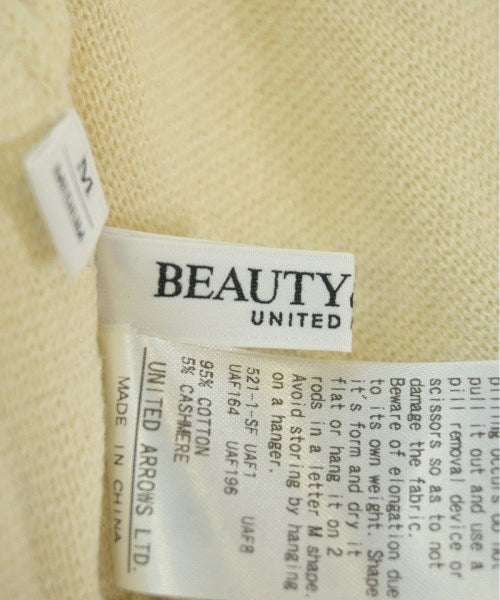 M
MEDIUM
BEAUTY
UNITED
pull it out and use a
pill removal device or
scissors so as to not
damage the fabric.
Beware of elongation due
to its own weight. Shape
it's form and dry it
flat or hang it on 2
rods in a letter M shape.
Avoid storing by hanging
on a hanger.
521-1-SF UAF1 UAF8
UAF164 UAF196
95% COTTON
5% CASHMERE
UNITED ARROWS LTD.
MADE IN CHINA